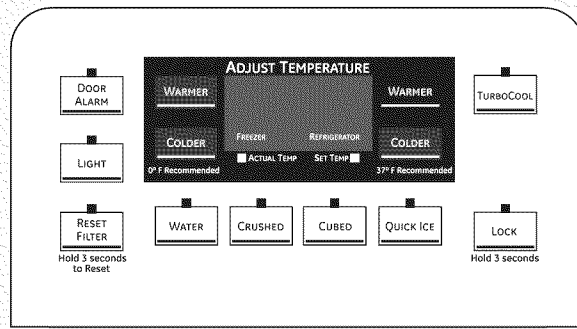 ADJUST TEMPERATURE
DOOR
ALARM
WARMER
WARMER
TURBOCOOL
LIGHT
COLDER
FREEZER
REFRIGERATOR
COLDER
ACTUAL TEMP
SET TEMP
0° F Recommended
37° F Recommended
RESET
FILTER
WATER
CRUSHED
CUBED
QUICK ICE
LOCK
Hold 3 seconds
to Reset
Hold 3 seconds